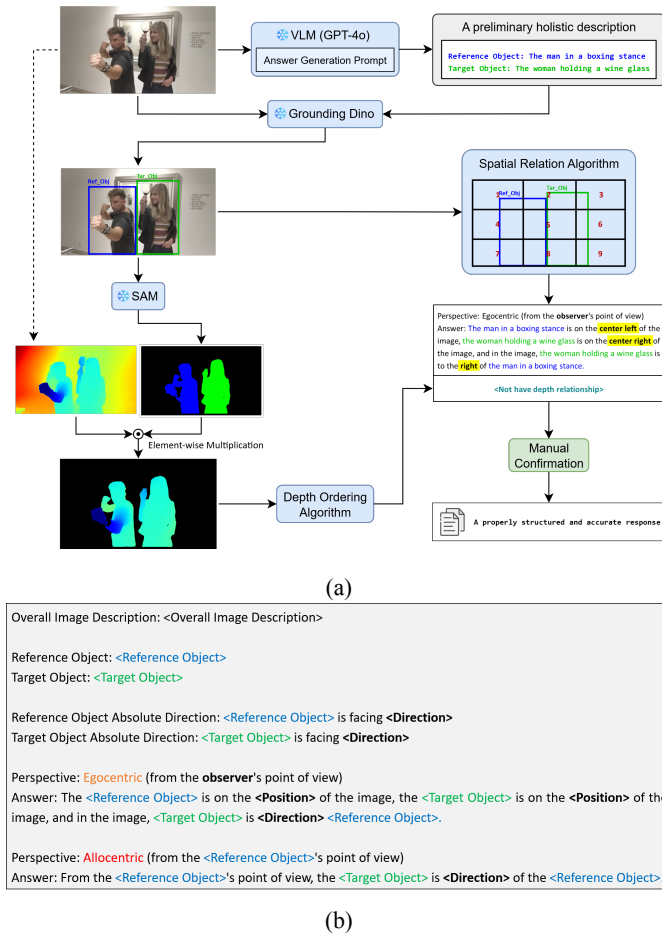 VLM (GPT-4o)
Answer Generation Prompt
A preliminary holistic description
Reference Object: The man in a boxing stance
Target Object: The woman holding a wine glass
Grounding Dino
Ref_Obj
Tar_Obj
Spatial Relation Algorithm
1 2 3
4 5 6
7 8 9
Ref_Obj
Tar_Obj
SAM
Perspective: Egocentric (from the observer's point of view)
Answer: The man in a boxing stance is on the center left of the
image, the woman holding a wine glass is on the center right of
the image, and in the image, the woman holding a wine glass is
to the right of the man in a boxing stance.
<Not have depth relationship>
Element-wise Multiplication
Depth Ordering
Algorithm
Manual
Confirmation
A properly structured and accurate response
(a)
Overall Image Description: <Overall Image Description>
Reference Object: <Reference Object>
Target Object: <Target Object>
Reference Object Absolute Direction: <Reference Object> is facing <Direction>
Target Object Absolute Direction: <Target Object> is facing <Direction>
Perspective: Egocentric (from the observer's point of view)
Answer: The <Reference Object> is on the <Position> of the image, the <Target Object> is on the <Position> of the
image, and in the image, <Target Object> is <Direction> <Reference Object>.
Perspective: Allocentric (from the <Reference Object>'s point of view)
Answer: From the <Reference Object>'s point of view, the <Target Object> is <Direction> of the <Reference Object>.
(b)